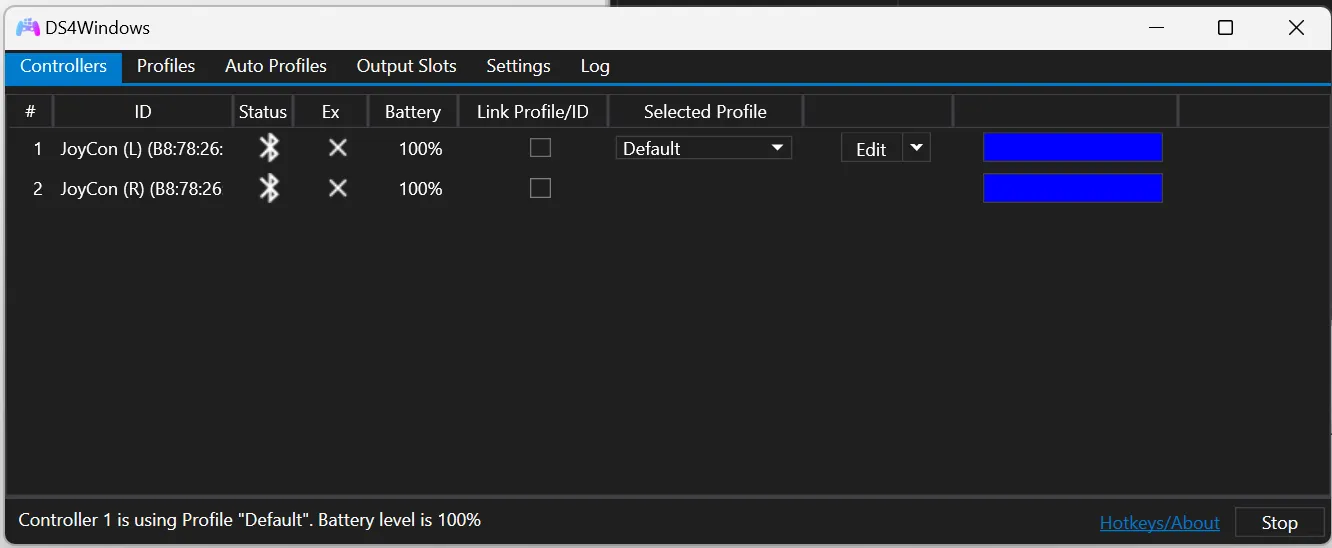 DS4Windows
Controllers Profiles Auto Profiles Output Slots Settings Log
# ID Status Ex Battery Link Profile/ID Selected Profile
1 JoyCon (L) (B8:78:26: 100% Default Edit
2 JoyCon (R) (B8:78:26 100%
Controller 1 is using Profile "Default". Battery level is 100%
Hotkeys/About Stop